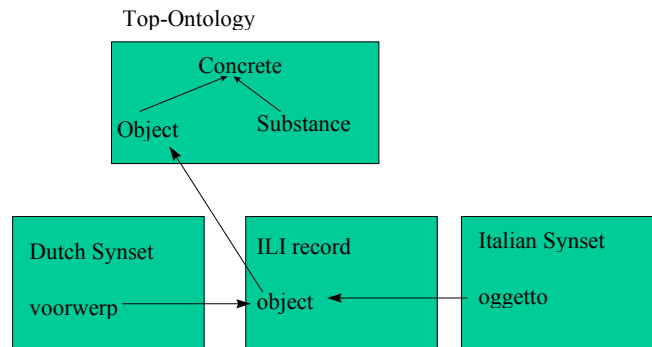 Top-Ontology
Concrete
Object
Substance
Dutch Synset
voorwerp
ILI record
object
Italian Synset
oggetto